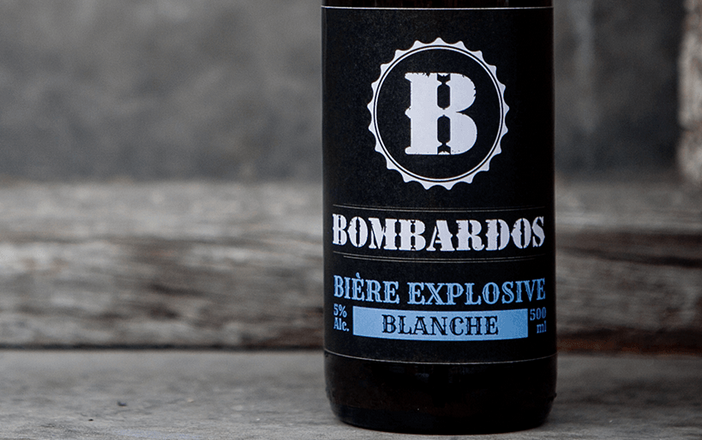 B
BOMBARDOS
BIÈRE EXPLOSIVE
5%
Alc.
BLANCHE
500
ml